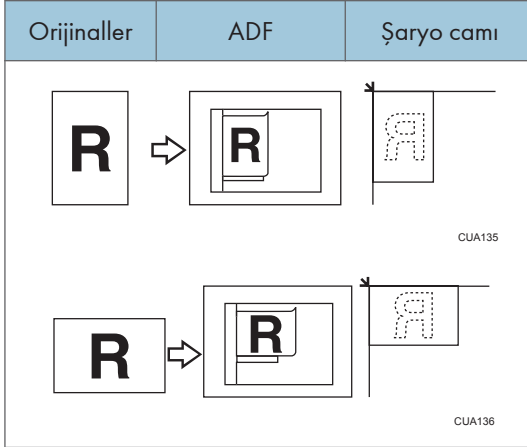 Orijinaller ADF Şaryo camı
R R R
CUA135
R R R
CUA136